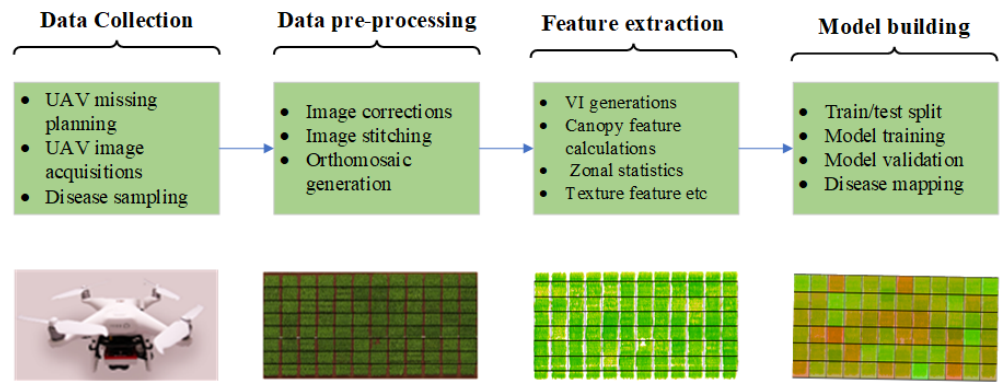 Data Collection
Data pre-processing
Feature extraction
Model building
• UAV missing
planning
• UAV image
acquisitions
• Disease sampling
• Image corrections
• Image stitching
• Orthmosaic
generation
• VI generations
• Canopy feature
calculations
• Zonal statistics
• Texture feature etc
• Train/test split
• Model training
• Model validation
• Disease mapping